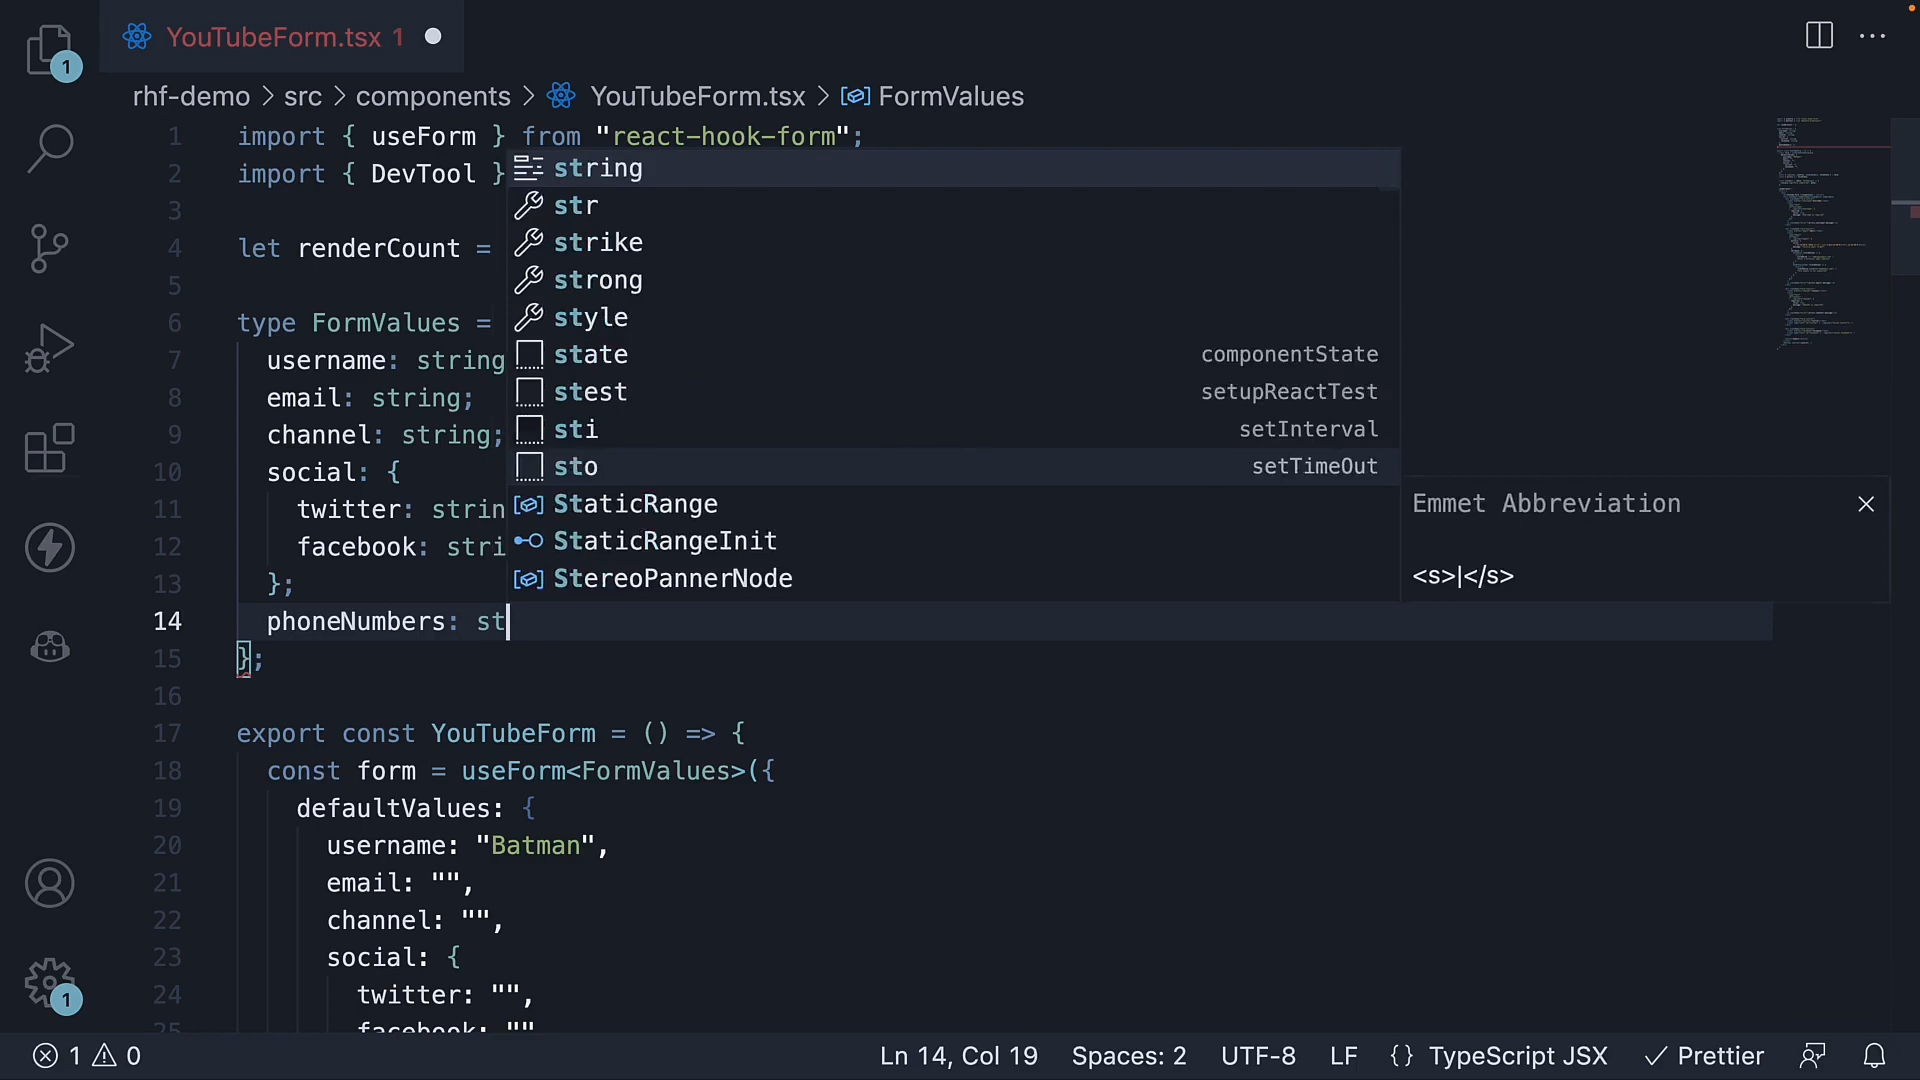 YouTubeForm.tsx 1
1
rhf-demo > src > components > YouTubeForm.tsx > FormValues
1 import { useForm } from "react-hook-form";
2 import { DevTool }
3
4 let renderCount =
5
6 type FormValues =
7 username: string
8 email: string;
9 channel: string;
10 social: {
11 twitter: strin
12 facebook: stri
13 };
14 phoneNumbers: st
15 };
16
17 export const YouTubeForm = () => {
18 const form = useForm<FormValues>({
19 defaultValues: {
20 username: "Batman",
21 email: "",
22 channel: "",
23 social: {
24 twitter: "",
25 facebook: ""
string
str
strike
strong
style
state componentState
stest setupReactTest
sti setInterval
sto setTimeOut
StaticRange
StaticRangeInit
StereoPannerNode
Emmet Abbreviation
<s>|</s>
1
1 0
Ln 14, Col 19 Spaces: 2 UTF-8 LF {} TypeScript JSX Prettier